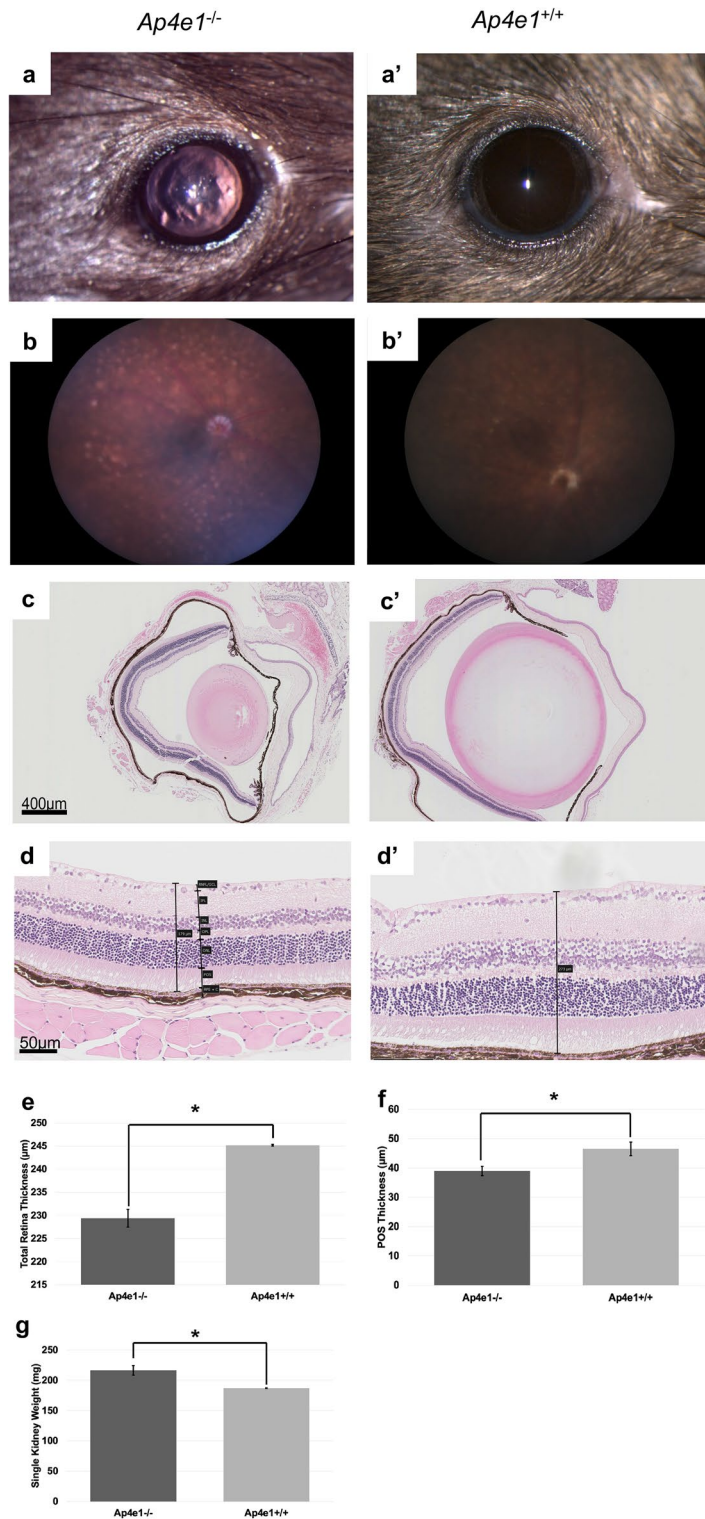 Ap4e1-/-
Ap4e1+/+
a
a'
b
b'
c
c'
400µm
d
d'
50µm
e
*
250
245
240
235
230
225
220
215
Total Retina Thickness (µm)
Ap4e1-/-
Ap4e1+/+
f
*
60
50
40
30
20
10
0
POS Thickness (µm)
Ap4e1-/-
Ap4e1+/+
g
*
250
200
150
100
50
0
Single Kidney Weight (mg)
Ap4e1-/-
Ap4e1+/+